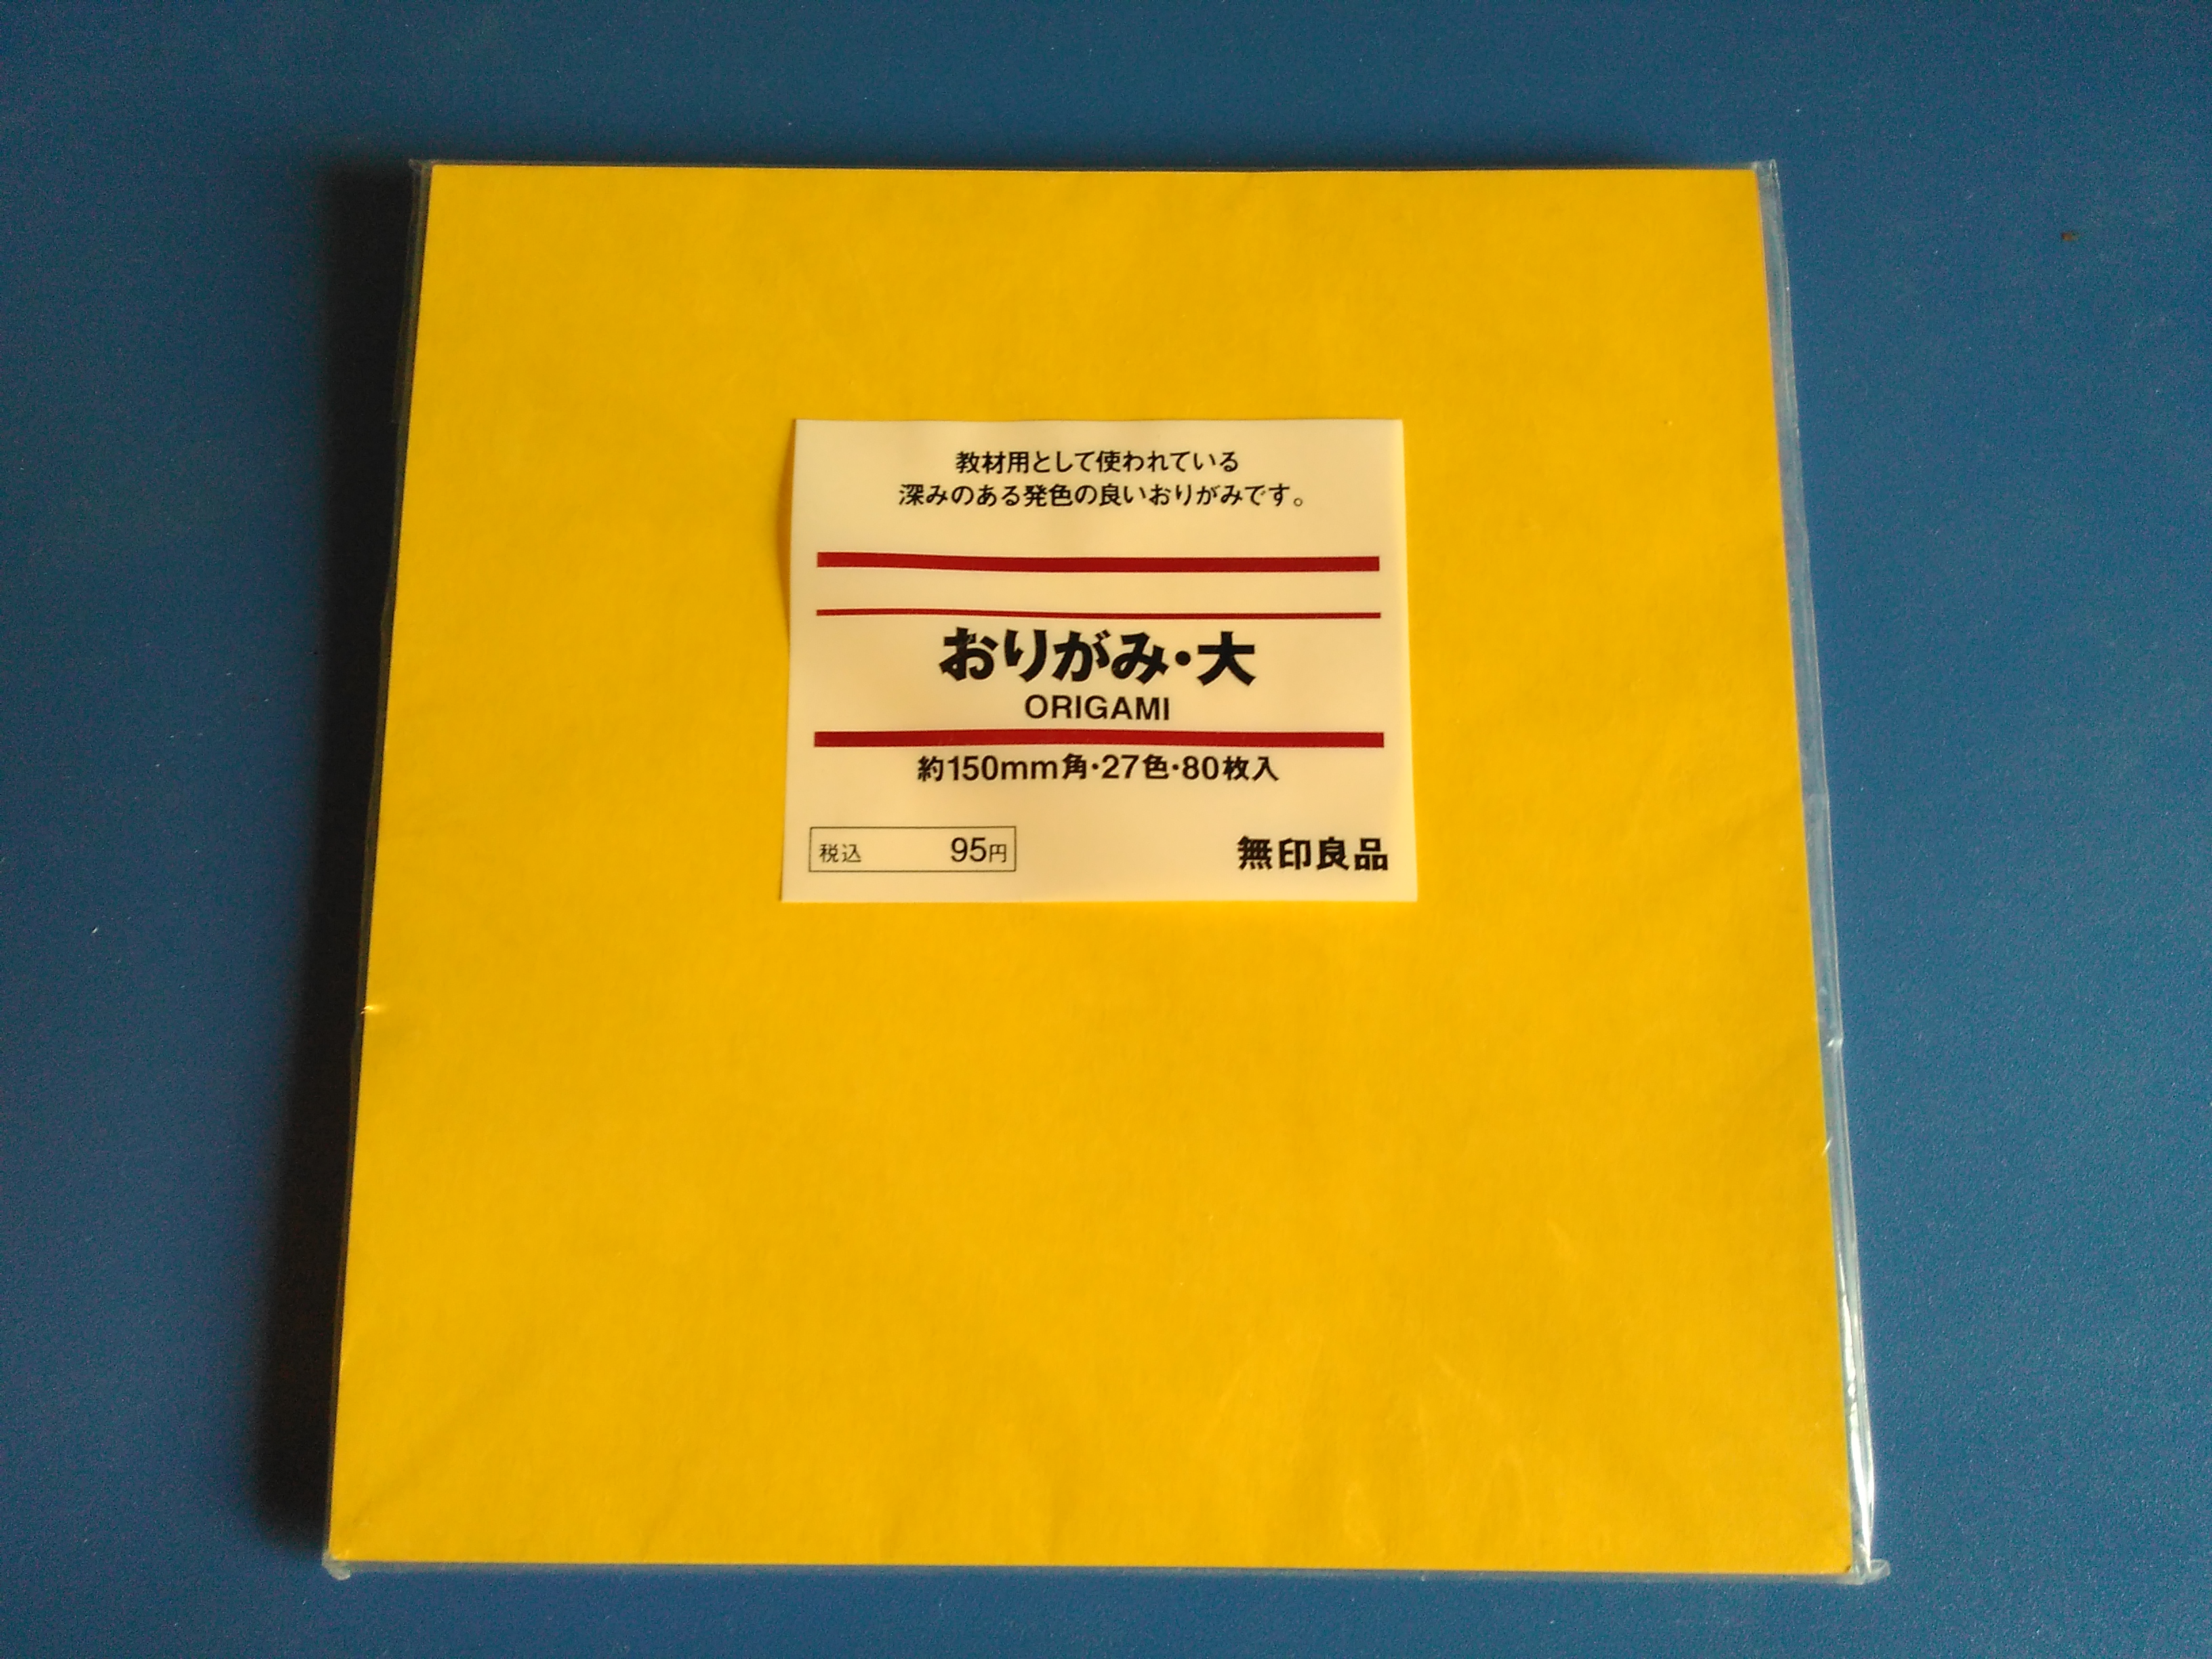 教材用として使われている
深みのある発色の良いおりがみです。
おりがみ・大
ORIGAMI
約150mm角・27色・80枚入
税込 95円
無印良品